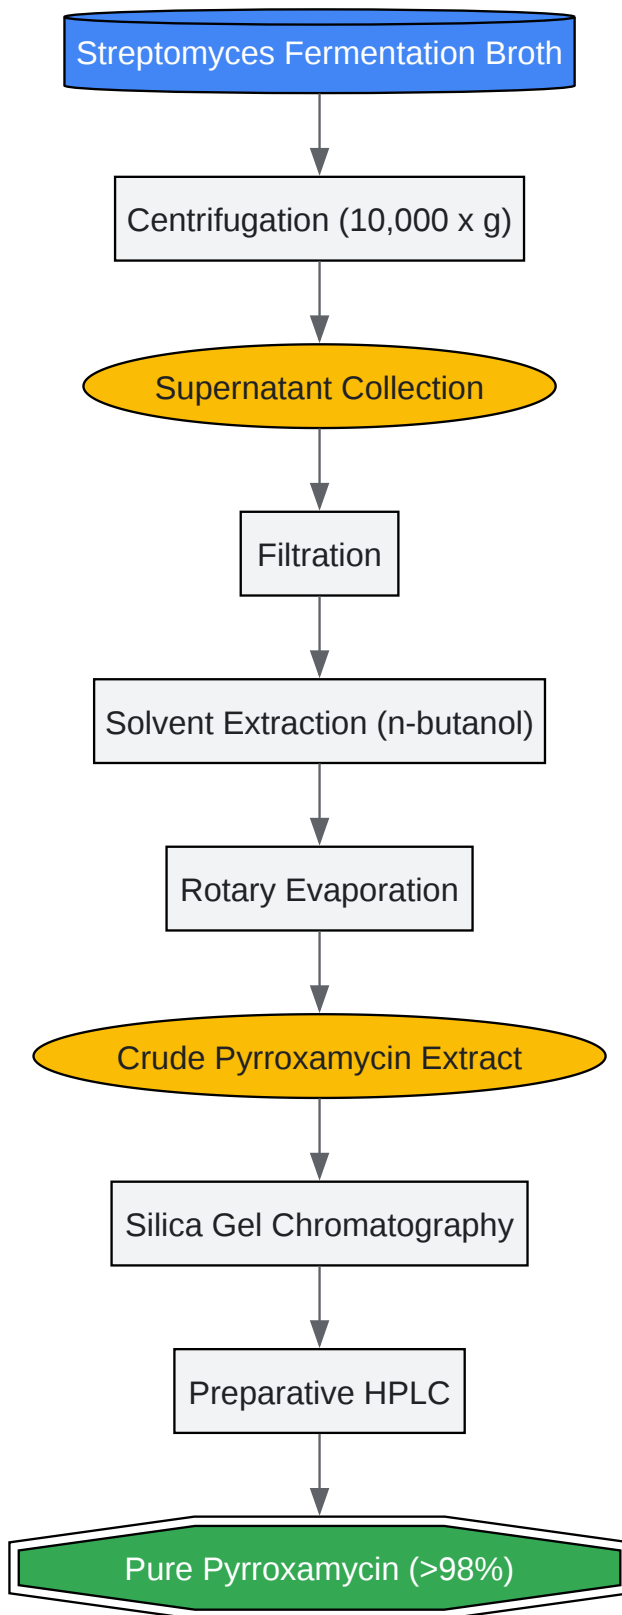 Streptomyces Fermentation Broth
Centrifugation (10,000 x g)
Supernatant Collection
Filtration
Solvent Extraction (n-butanol)
Rotary Evaporation
Crude Pyrroxamycin Extract
Silica Gel Chromatography
Preparative HPLC
Pure Pyrroxamycin (>98%)